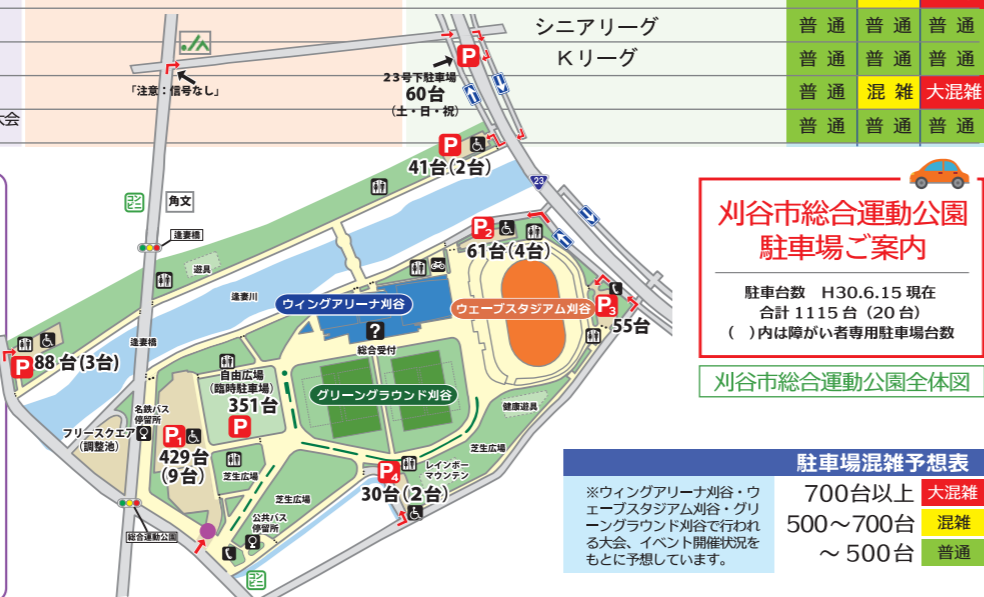 シニアリーグ
普 通 普 通 普 通
Kリーグ
普 通 普 通 普 通
普 通 混 雑 大混雑
大会
普 通 普 通 普 通
「注意：信号なし」
P
23号下駐車場
60台
(土・日・祝)
P
41台(2台)
23
コンビニ
角文
逢妻橋
遊具
逢妻川
逢妻橋
P2
61台(4台)
P3
55台
ウィングアリーナ刈谷
ウェーブスタジアム刈谷
?
総合受付
P
88台(3台)
自由広場
(臨時駐車場)
351台
P
グリーングラウンド刈谷
健康遊具
名鉄バス
停留所
フリースクエア
(調整池)
P1
429台
(9台)
芝生広場
芝生広場
芝生広場
レインボー
マウンテン
P4
30台(2台)
公共バス
停留所
総合運動公園
コンビニ
刈谷市総合運動公園
駐車場ご案内
駐車台数　H30.6.15 現在
合計 1115 台（20 台）
（　）内は障がい者専用駐車場台数
刈谷市総合運動公園全体図
駐車場混雑予想表
※ウィングアリーナ刈谷・ウ
ェーブスタジアム刈谷・グリ
ーングラウンド刈谷で行われ
る大会、イベント開催状況を
もとに予想しています。
700台以上 大混雑
500～700台 混雑
～500台 普通